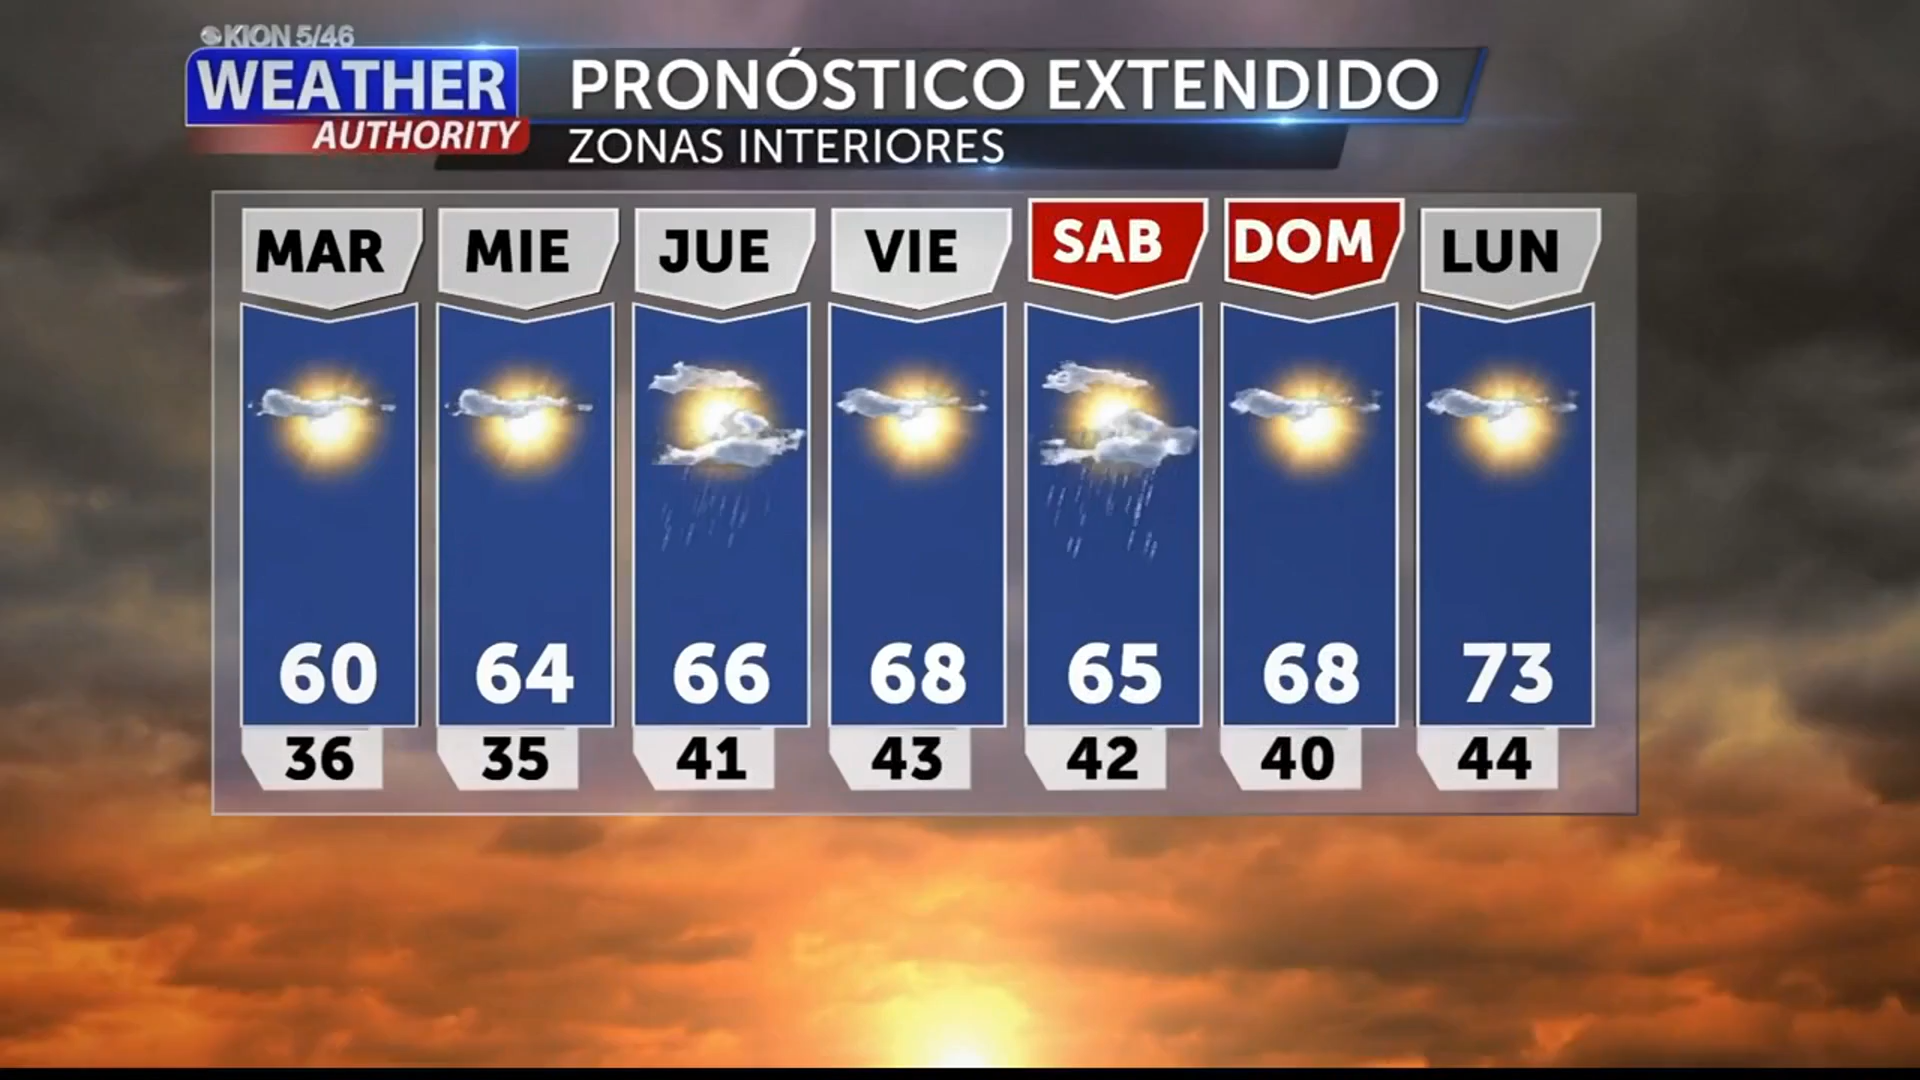 KION 5/46
WEATHER
AUTHORITY
PRONÓSTICO EXTENDIDO
ZONAS INTERIORES
MAR MIE JUE VIE SAB DOM LUN
60 64 66 68 65 68 73
36 35 41 43 42 40 44